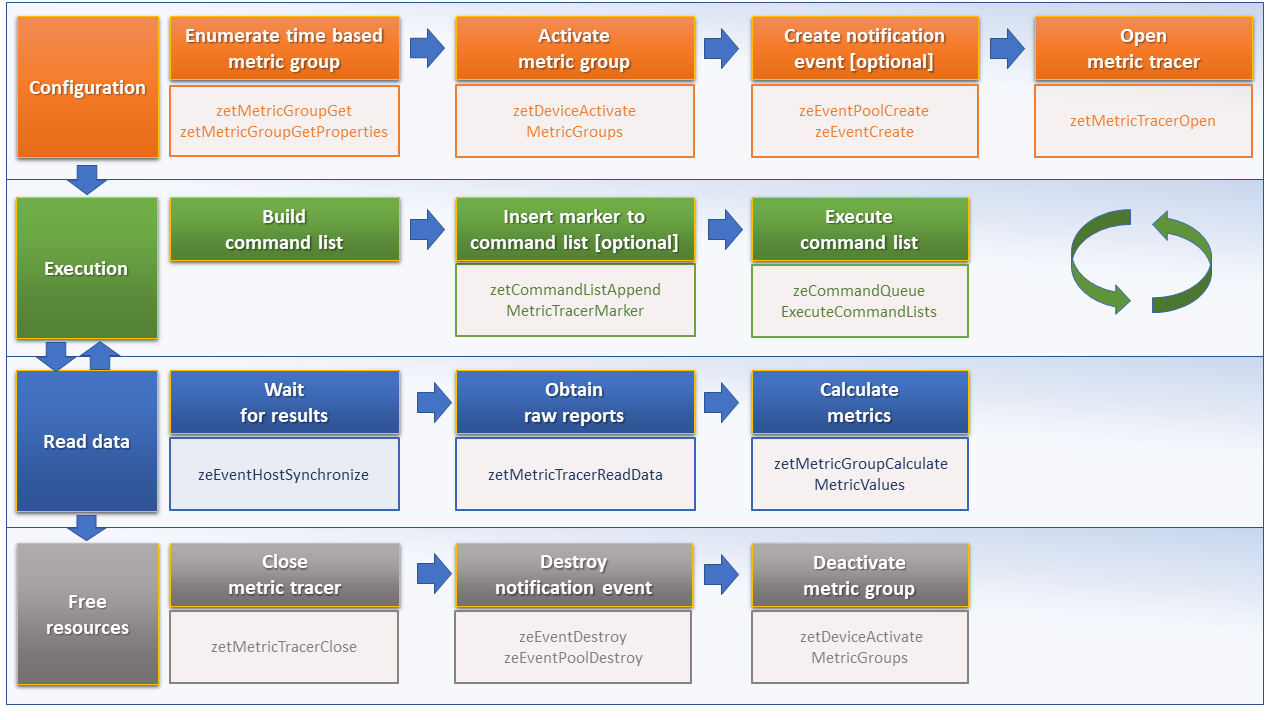 Configuration
Enumerate time based
metric group
zetMetricGroupGet
zetMetricGroupGetProperties
Activate
metric group
zetDeviceActivate
MetricGroups
Create notification
event [optional]
zeEventPoolCreate
zeEventCreate
Open
metric tracer
zetMetricTracerOpen
Execution
Build
command list
Insert marker to
command list [optional]
zetCommandListAppend
MetricTracerMarker
Execute
command list
zeCommandQueue
ExecuteCommandLists
Read data
Wait
for results
zeEventHostSynchronize
Obtain
raw reports
zetMetricTracerReadData
Calculate
metrics
zetMetricGroupCalculate
MetricValues
Free
resources
Close
metric tracer
zetMetricTracerClose
Destroy
notification event
zeEventDestroy
zeEventPoolDestroy
Deactivate
metric group
zetDeviceActivate
MetricGroups